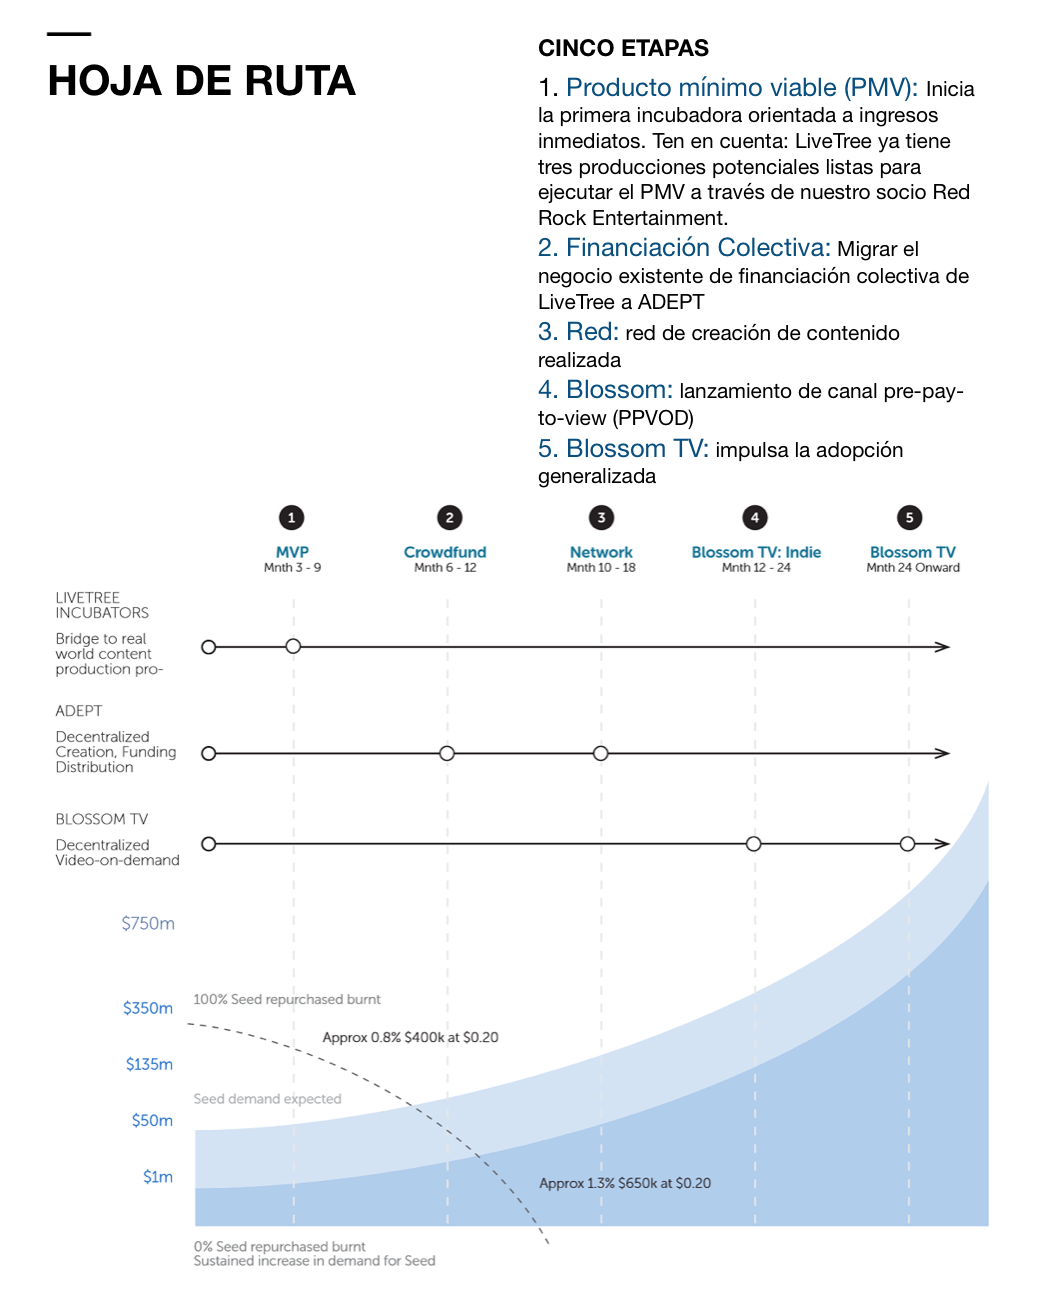 HOJA DE RUTA
CINCO ETAPAS
1. Producto mínimo viable (PMV): Inicia
la primera incubadora orientada a ingresos
inmediatos. Ten en cuenta: LiveTree ya tiene
tres producciones potenciales listas para
ejecutar el PMV a través de nuestro socio Red
Rock Entertainment.
2. Financiación Colectiva: Migrar el
negocio existente de financiación colectiva de
LiveTree a ADEPT
3. Red: red de creación de contenido
realizada
4. Blossom: lanzamiento de canal pre-pay-
to-view (PPVOD)
5. Blossom TV: impulsa la adopción
generalizada
1
2
3
4
5
MVP
Mnth 3 - 9
Crowdfund
Mnth 6 - 12
Network
Mnth 10 - 18
Blossom TV: Indie
Mnth 12 - 24
Blossom TV
Mnth 24 Onward
LIVETREE
INCUBATORS
Bridge to real
world content
production pro-
ADEPT
Decentralized
Creation, Funding
Distribution
BLOSSOM TV
Decentralized
Video-on-demand
$750m
$350m
$135m
$50m
$1m
100% Seed repurchased burnt
Approx 0.8% $400k at $0.20
Seed demand expected
Approx 1.3% $650k at $0.20
0% Seed repurchased burnt
Sustained increase in demand for Seed